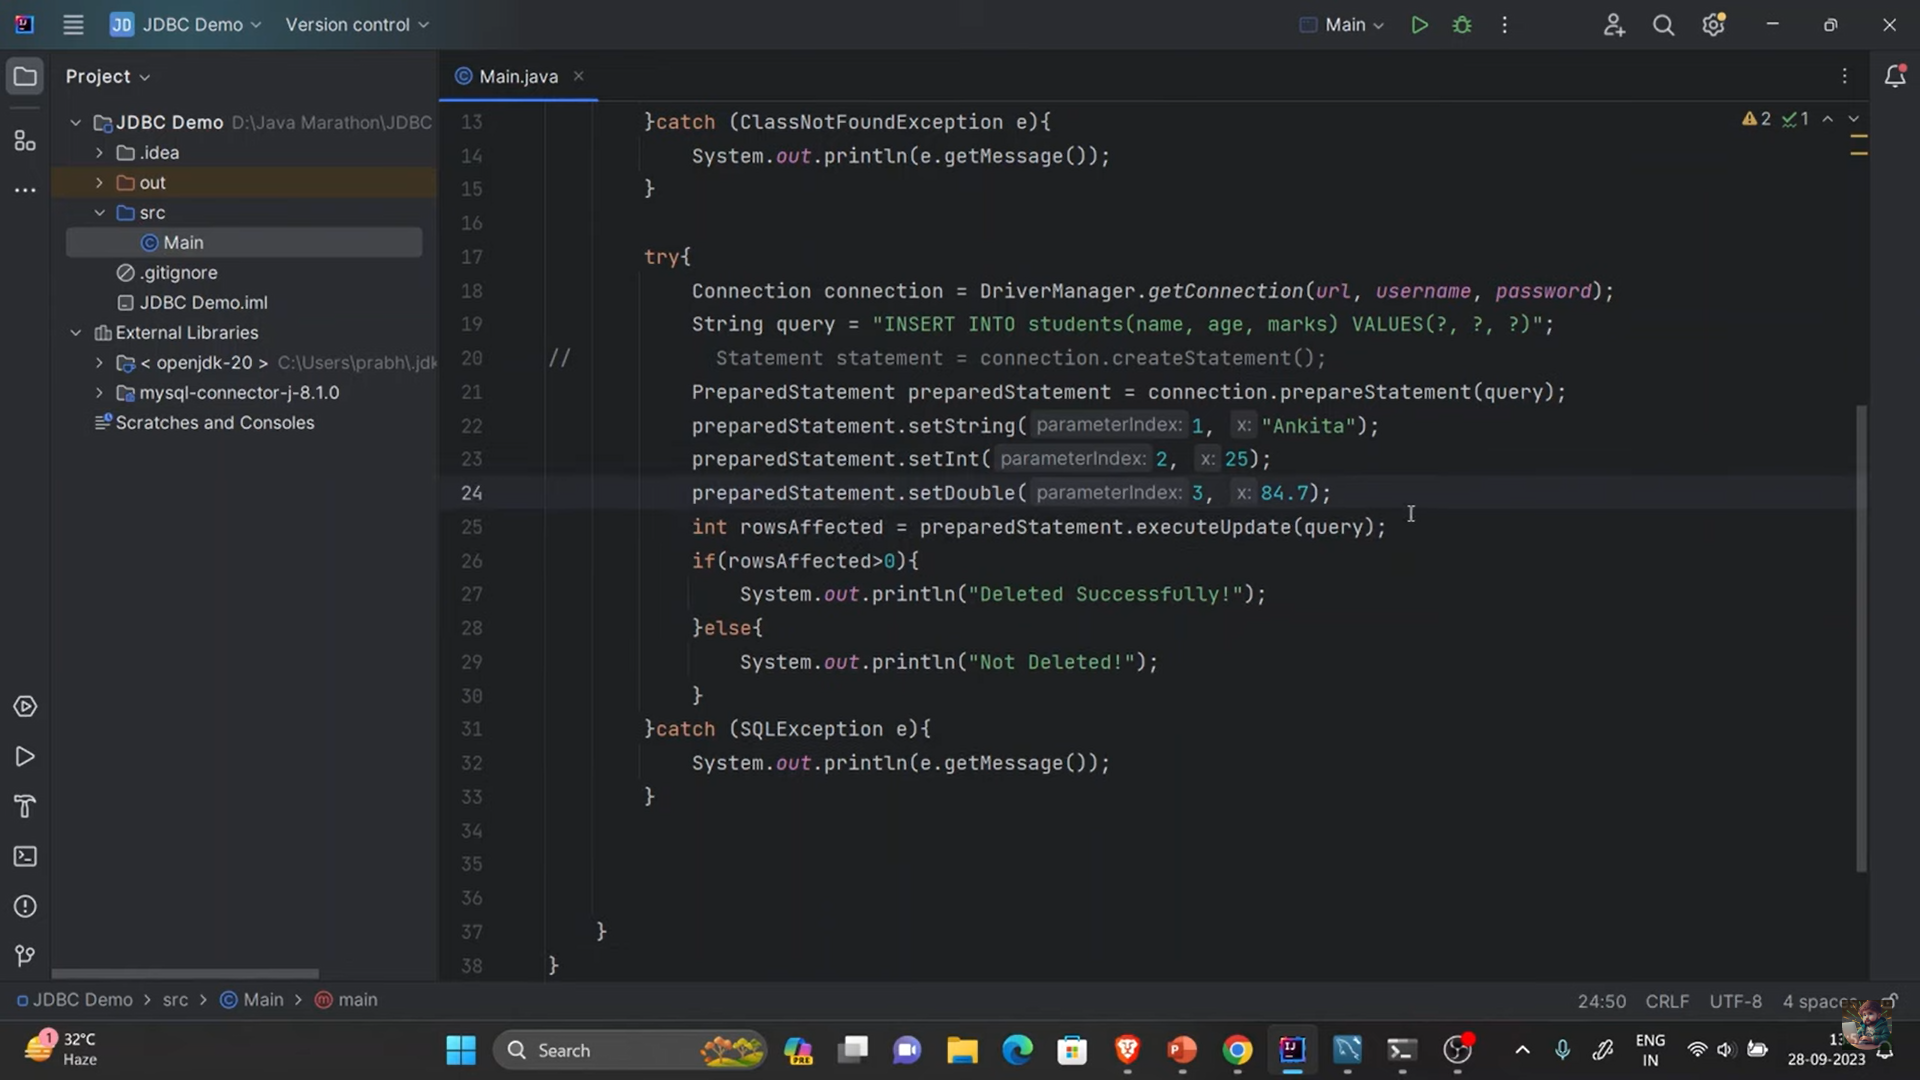 JD JDBC Demo Version control Main
Project
Main.java
JDBC Demo D:\Java Marathon\JDBC
.idea
out
src
Main
.gitignore
JDBC Demo.iml
External Libraries
< openjdk-20 > C:\Users\prabh\.jdk
mysql-connector-j-8.1.0
Scratches and Consoles
2 1
13 }catch (ClassNotFoundException e){
14 System.out.println(e.getMessage());
15 }
16
17 try{
18 Connection connection = DriverManager.getConnection(url, username, password);
19 String query = "INSERT INTO students(name, age, marks) VALUES(?, ?, ?)";
20 // Statement statement = connection.createStatement();
21 PreparedStatement preparedStatement = connection.prepareStatement(query);
22 preparedStatement.setString( parameterIndex: 1, x: "Ankita");
23 preparedStatement.setInt( parameterIndex: 2, x: 25);
24 preparedStatement.setDouble( parameterIndex: 3, x: 84.7);
25 int rowsAffected = preparedStatement.executeUpdate(query);
26 if(rowsAffected>0){
27 System.out.println("Deleted Successfully!");
28 }else{
29 System.out.println("Not Deleted!");
30 }
31 }catch (SQLException e){
32 System.out.println(e.getMessage());
33 }
34
35
36
37 }
38 }
JDBC Demo > src > Main > main
24:50 CRLF UTF-8 4 spaces
1 32°C
Haze
Search
PRE
ENG
IN
28-09-2023